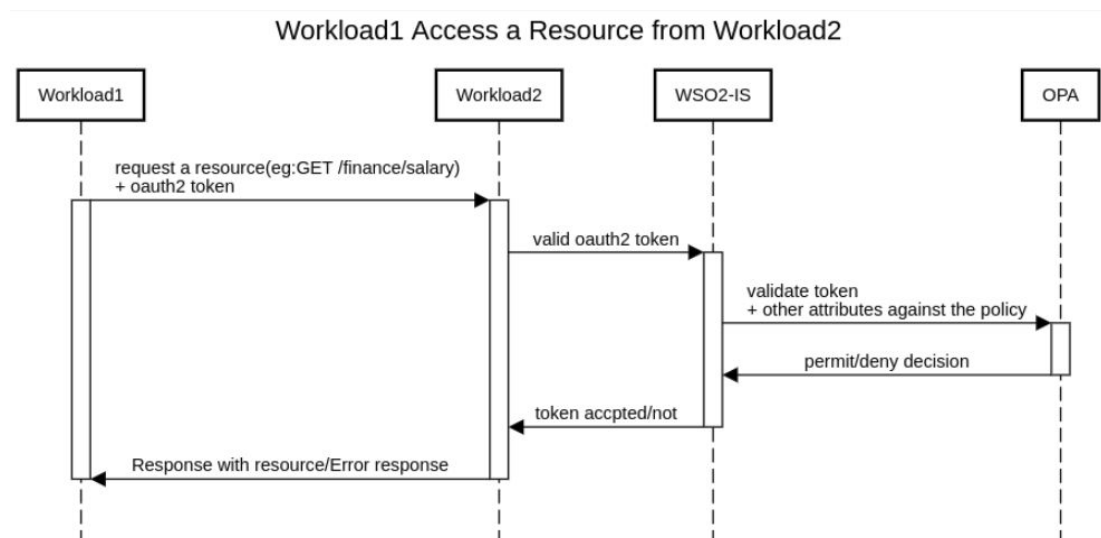 Workload1 Access a Resource from Workload2
Workload1
Workload2
WSO2-IS
OPA
request a resource(eg:GET /finance/salary)
+ oauth2 token
valid oauth2 token
validate token
+ other attributes against the policy
permit/deny decision
token accpted/not
Response with resource/Error response